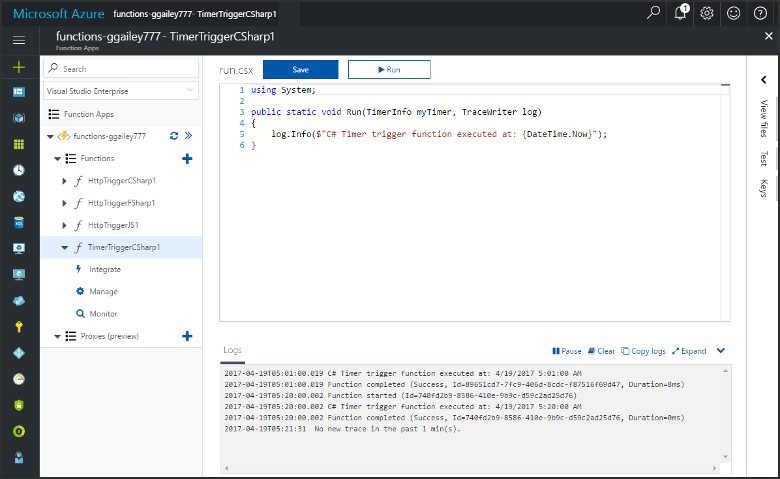 Microsoft Azure functions-ggailey777- TimerTriggerCSharp1
1
functions-ggailey777 - TimerTriggerCSharp1
Function Apps
Search
Visual Studio Enterprise
Function Apps
functions-ggailey777
Functions
HttpTriggerCSharp1
HttpTriggerFSharp1
HttpTriggerJS1
TimerTriggerCSharp1
Integrate
Manage
Monitor
Proxies (preview)
run.csx Save Run
1 using System;
2
3 public static void Run(TimerInfo myTimer, TraceWriter log)
4 {
5 log.Info($"C# Timer trigger function executed at: {DateTime.Now}");
6 }
View files
Test
Keys
Logs Pause Clear Copy logs Expand
2017-04-19T05:01:00.019 C# Timer trigger function executed at: 4/19/2017 5:01:00 AM
2017-04-19T05:01:00.019 Function completed (Success, Id=89651cd7-7fc9-406d-8cdc-f87516f69d47, Duration=8ms)
2017-04-19T05:20:00.002 Function started (Id=740fd2b9-8586-410e-9b9c-d59c2ad25d76)
2017-04-19T05:20:00.002 C# Timer trigger function executed at: 4/19/2017 5:20:00 AM
2017-04-19T05:20:00.002 Function completed (Success, Id=740fd2b9-8586-410e-9b9c-d59c2ad25d76, Duration=0ms)
2017-04-19T05:21:31 No new trace in the past 1 min(s).